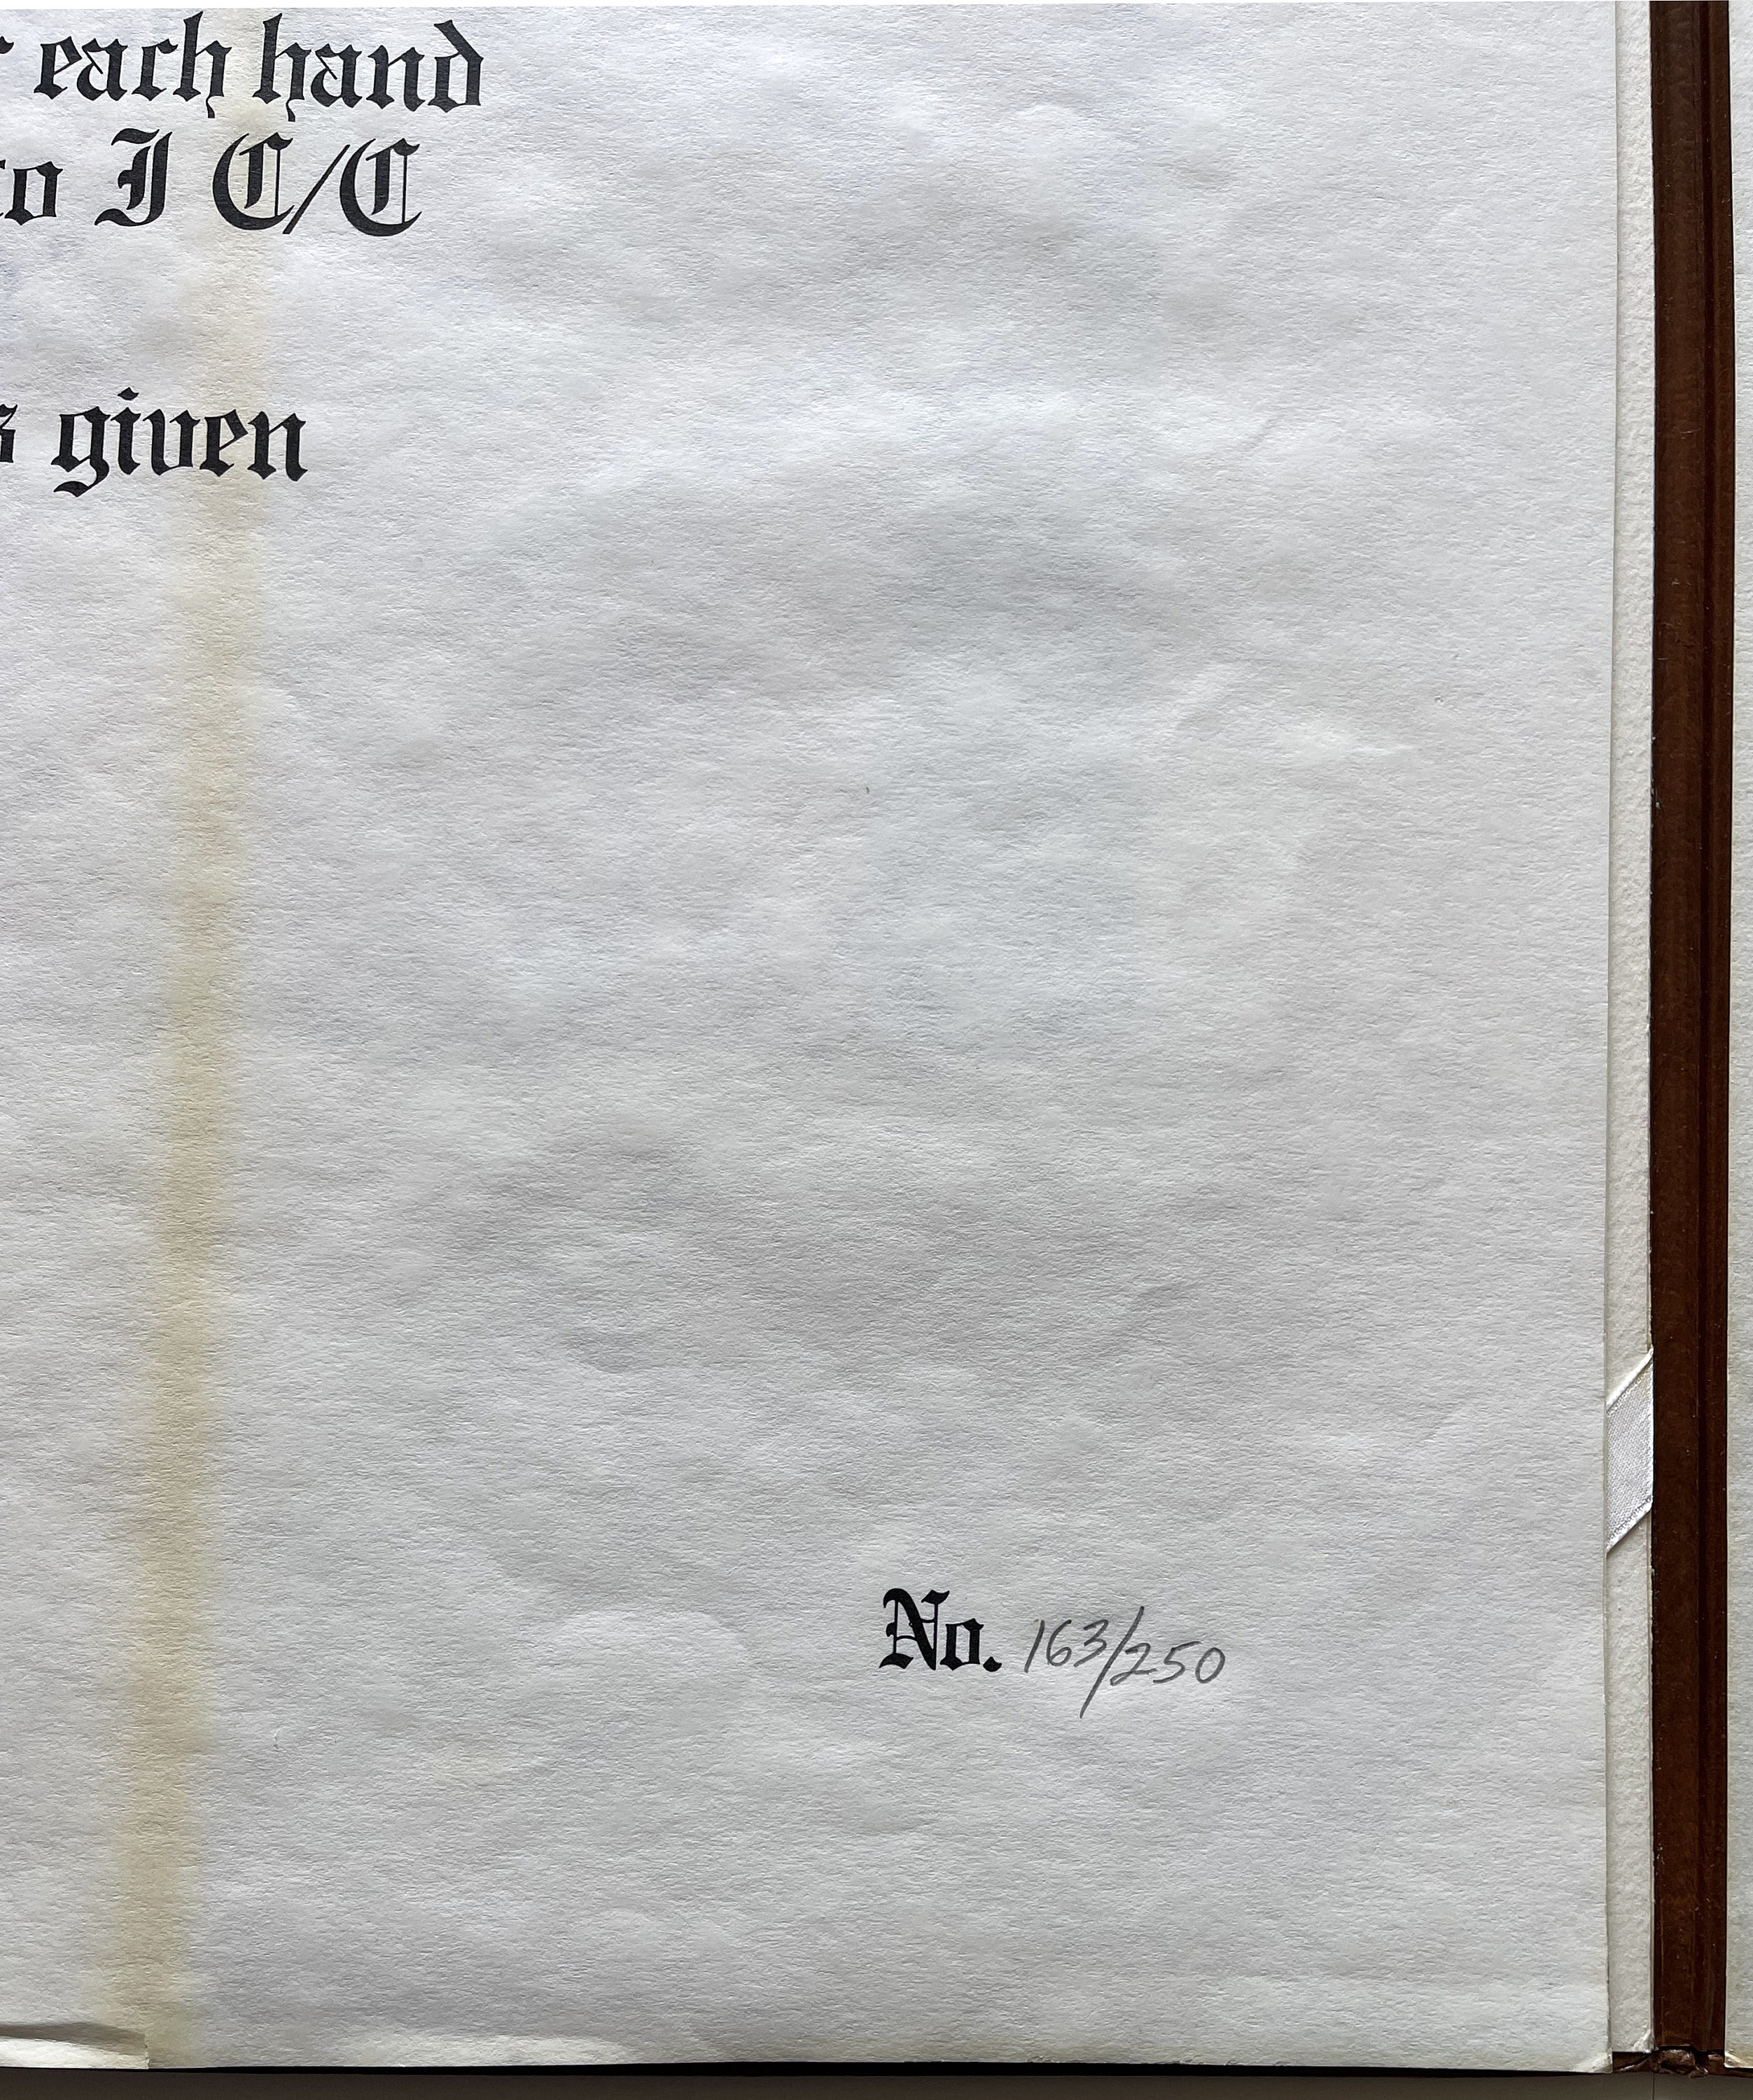 each hand
to I C/C
given
No. 163/250